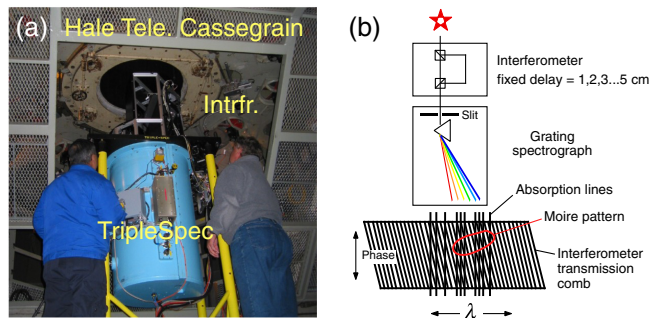 (a) Hale Tele. Cassegrain
Intrfr.
TripleSpec
(b)
Interferometer
fixed delay = 1,2,3...5 cm
Slit
Grating
spectrograph
Absorption lines
Moire pattern
Phase
Interferometer
transmission
comb
λ